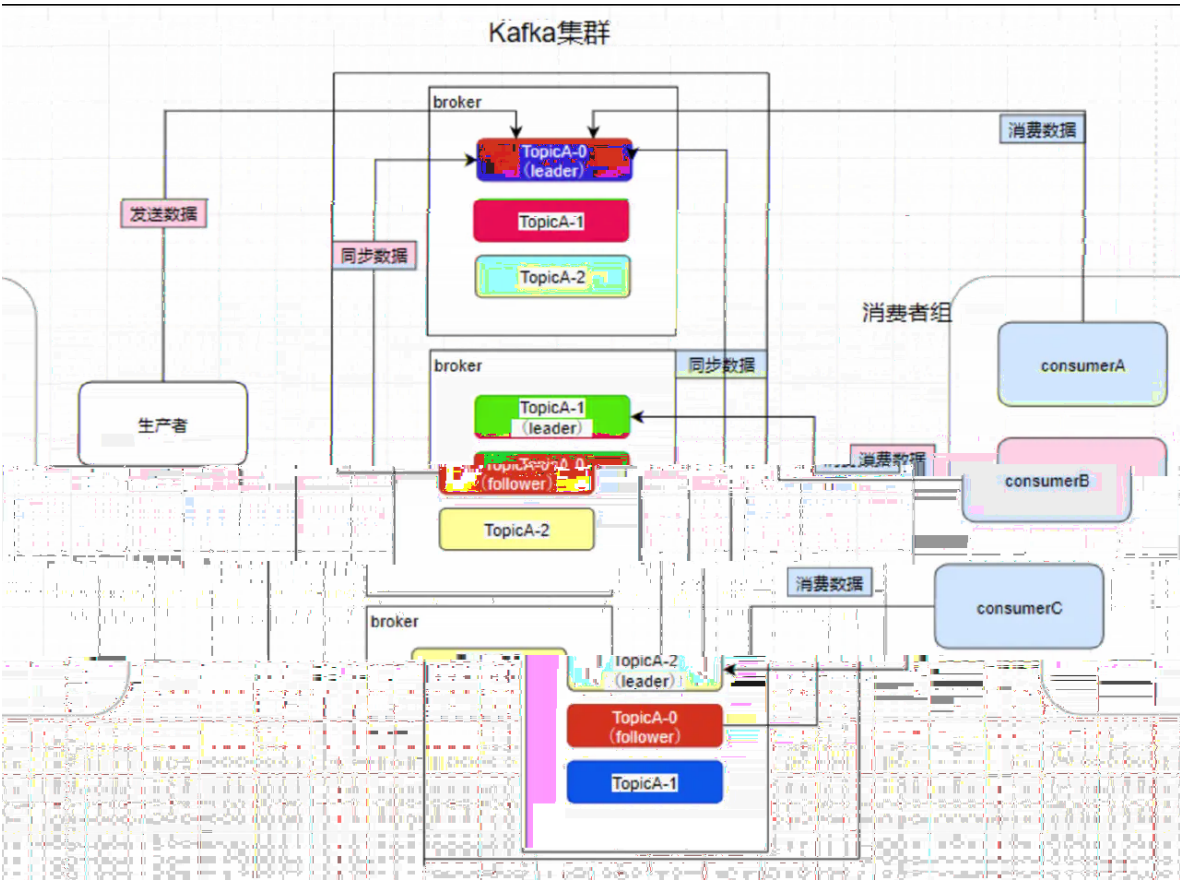 Kafka集群
broker
消费数据
TopicA-0
（leader）
发送数据
TopicA-1
同步数据
TopicA-2
消费者组
broker
同步数据
consumerA
TopicA-1
（leader）
生产者
消费数据
（follower）
consumerB
TopicA-2
消费数据
consumerC
broker
TopicA-2
（leader）
TopicA-0
（follower）
TopicA-1